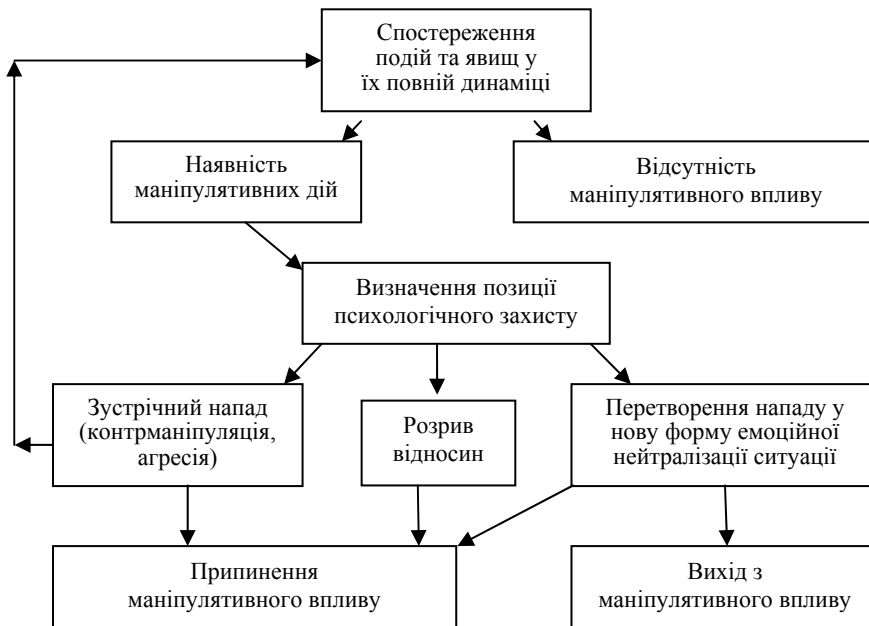 Спостереження
подій та явищ у
їх повній динаміці
Наявність
маніпулятивних дій
Відсутність
маніпулятивного впливу
Визначення позиції
психологічного захисту
Зустрічний напад
(контрманіпуляція,
агресія)
Розрив
відносин
Перетворення нападу у
нову форму емоційної
нейтралізації ситуації
Припинення
маніпулятивного впливу
Вихід з
маніпулятивного впливу